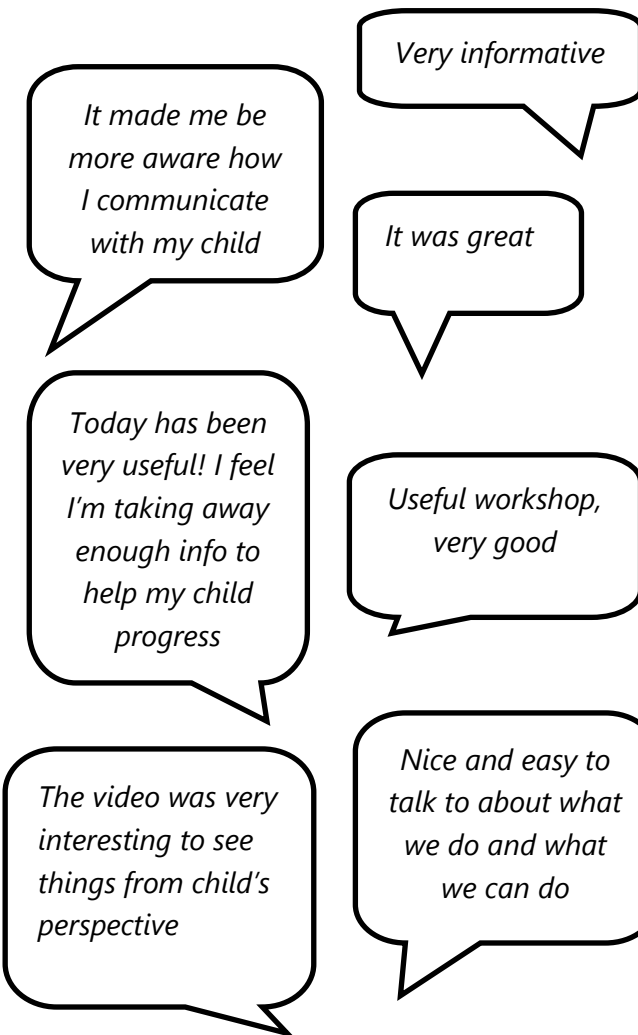 Very informative
It made me be
more aware how
I communicate
with my child
It was great
Today has been
very useful! I feel
I'm taking away
enough info to
help my child
progress
Useful workshop,
very good
Nice and easy to
talk to about what
we do and what
we can do
The video was very
interesting to see
things from child's
perspective